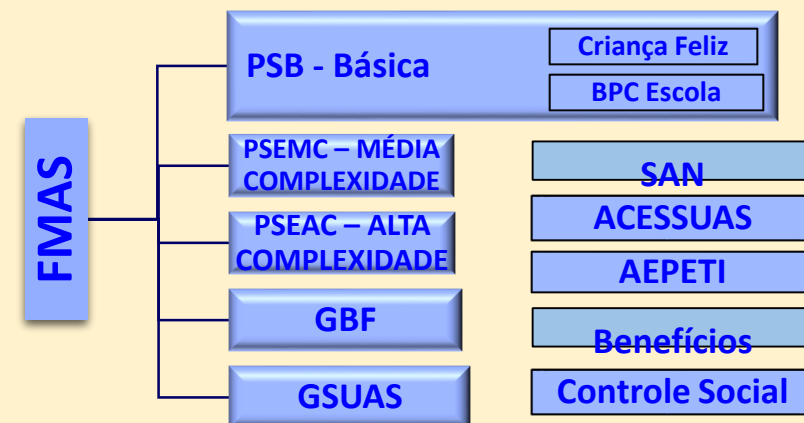 FMAS
PSB - Básica
Criança Feliz
BPC Escola
PSEMC – MÉDIA
COMPLEXIDADE
PSEAC – ALTA
COMPLEXIDADE
GBF
GSUAS
SAN
ACESSUAS
AEPETI
Benefícios
Controle Social